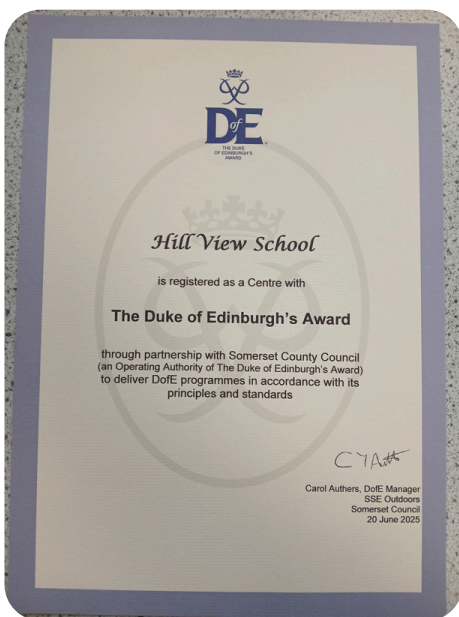 DofE
THE DUKE
OF EDINBURGH'S
AWARD
Hill View School
is registered as a Centre with
The Duke of Edinburgh's Award
through partnership with Somerset County Council
(an Operating Authority of The Duke of Edinburgh's Award)
to deliver DofE programmes in accordance with its
principles and standards
Carol Authers, DofE Manager
SSE Outdoors
Somerset Council
20 June 2025